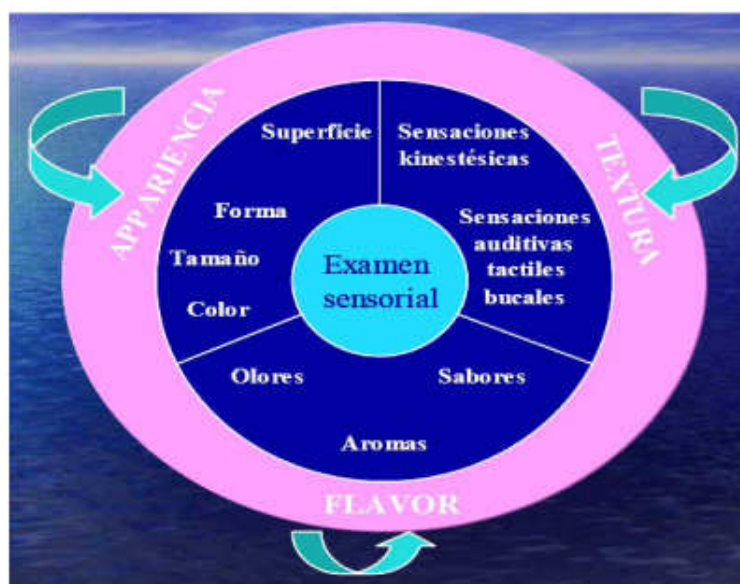 APPARIENCIA
Superficie
Forma
Tamaño
Color
Sensaciones
kinestésicas
Sensaciones
auditivas
tactiles
bucales
TEXTURA
Examen
sensorial
Olores
Sabores
Aromas
FLAVOR